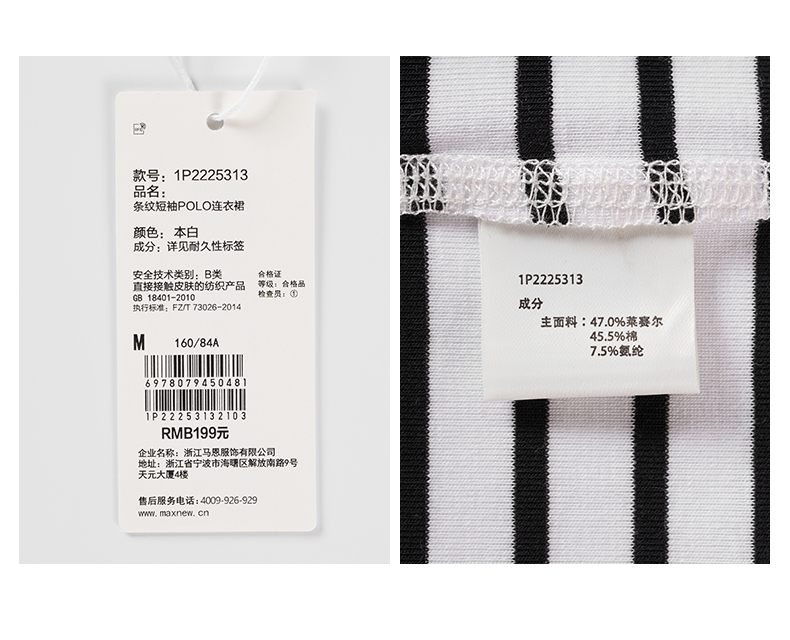 款号：1P2225313
品名：
条纹短袖POLO连衣裙
颜色：本白
成分：详见耐久性标签
安全技术类别：B类
直接接触皮肤的纺织产品
GB 18401-2010
执行标准：FZ/T 73026-2014
合格证
等级：合格品
检查员：①
M 160/84A
6978079450481
1P22253132103
RMB199元
企业名称：浙江马恩服饰有限公司
地址：浙江省宁波市海曙区解放南路9号
天元大厦4楼
售后服务电话：4009-926-929
www.maxnew.cn
1P2225313
成分
主面料：47.0%莱赛尔
45.5%棉
7.5%氨纶